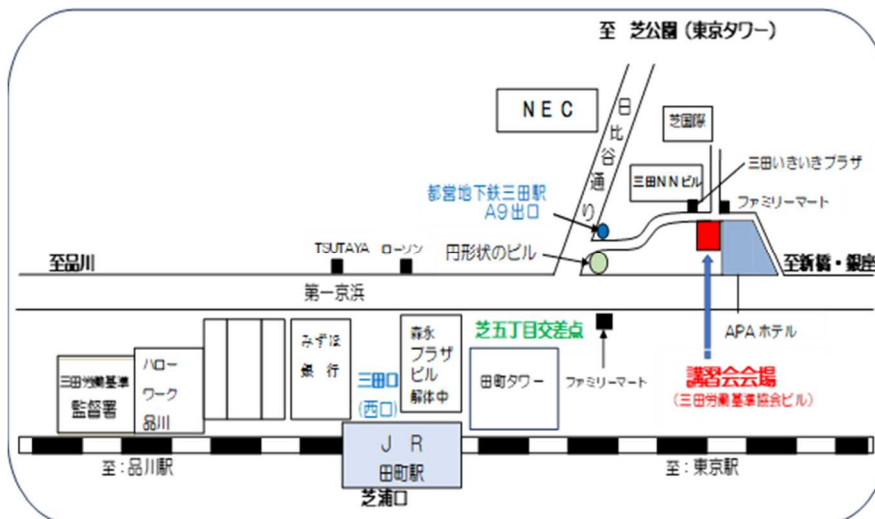 至 芝公園(東京タワー)
NEC
日比谷通り
芝国際
三田いきいきプラザ
三田NNビル
ファミリーマート
都営地下鉄三田駅
A9出口
TSUTAYA ローソン
円形状のビル
至品川
至新橋・銀座
第一京浜
APAホテル
芝五丁目交差点
みずほ
銀行
森永
プラザ
ビル
解体中
三田口
(西口)
田町タワー
ファミリーマート
講習会会場
(三田労働基準協会ビル)
三田労働基準
監督署
ハロー
ワーク
品川
JR
田町駅
至:品川駅
至:東京駅
芝浦口